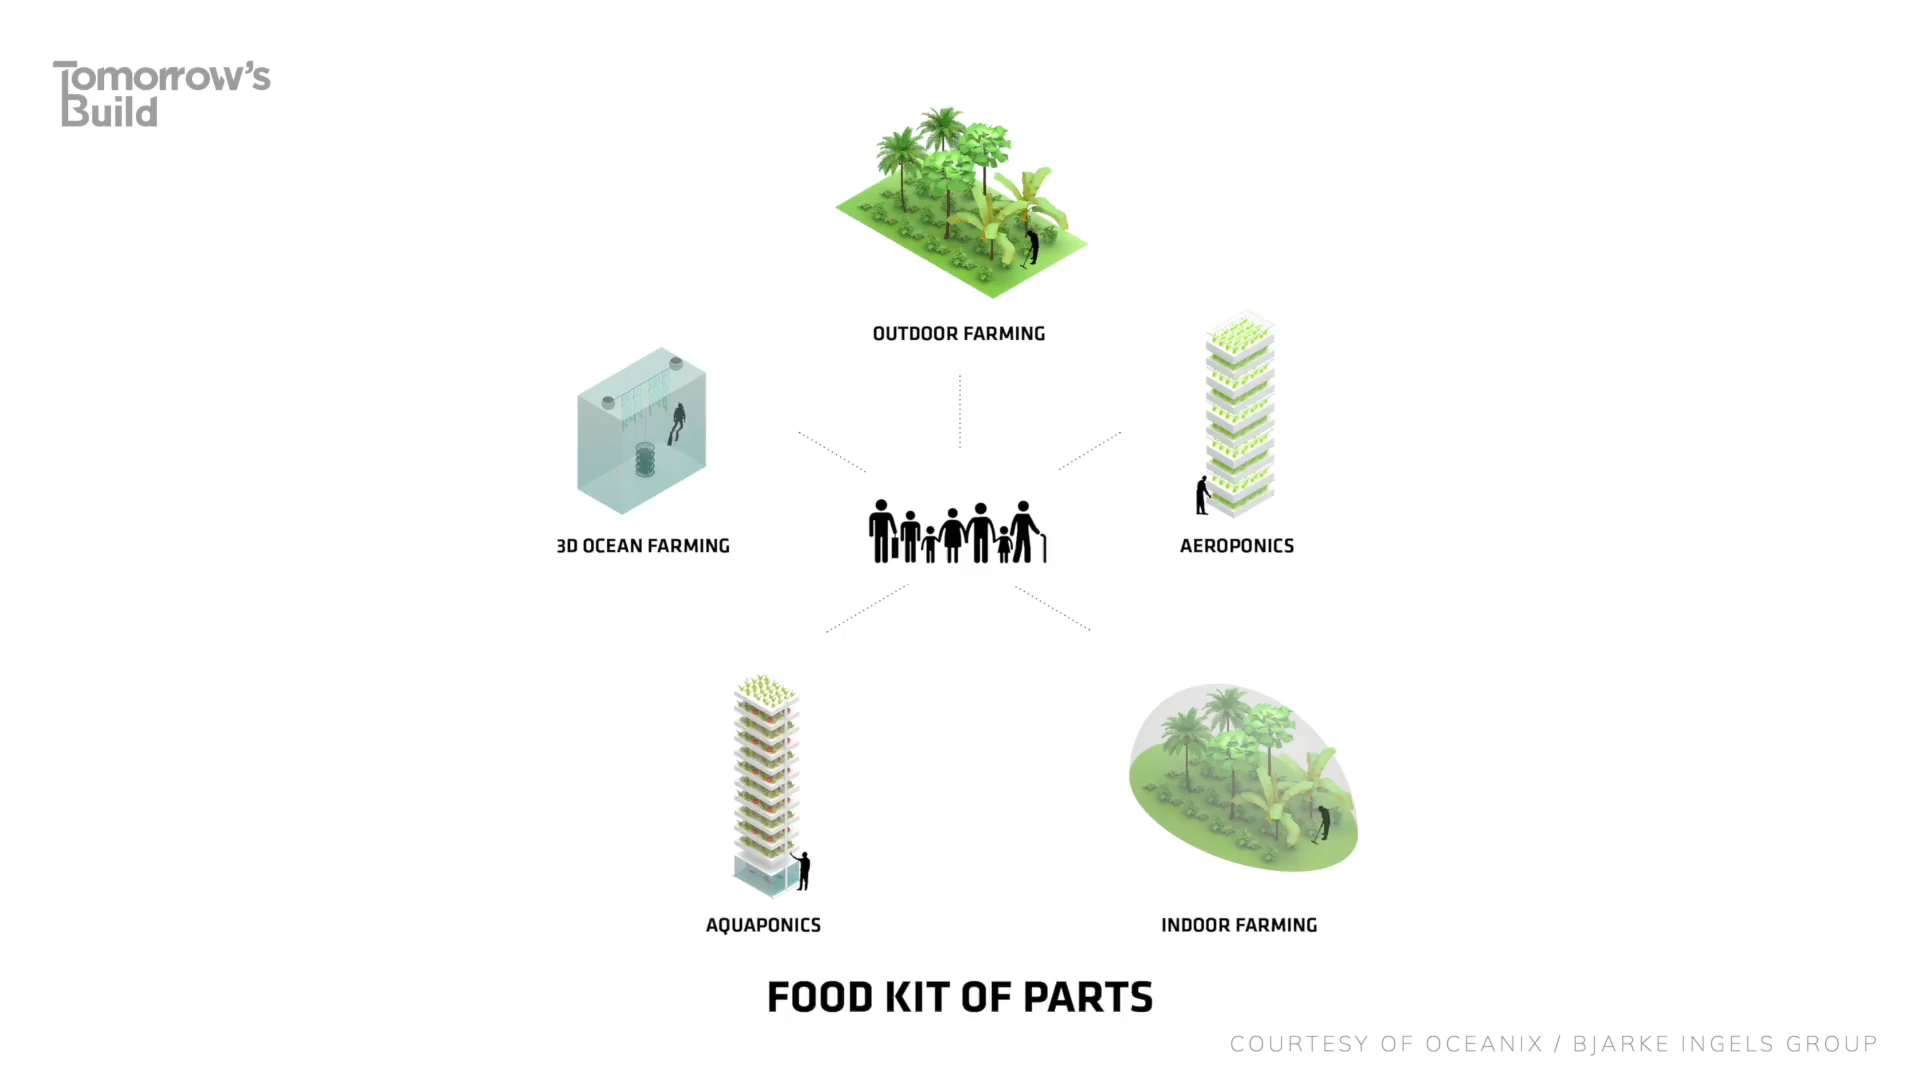 Tomorrow's
Build
OUTDOOR FARMING
3D OCEAN FARMING
AEROPONICS
AQUAPONICS
INDOOR FARMING
FOOD KIT OF PARTS
COURTESY OF OCEANIX / BJARKE INGELS GROUP